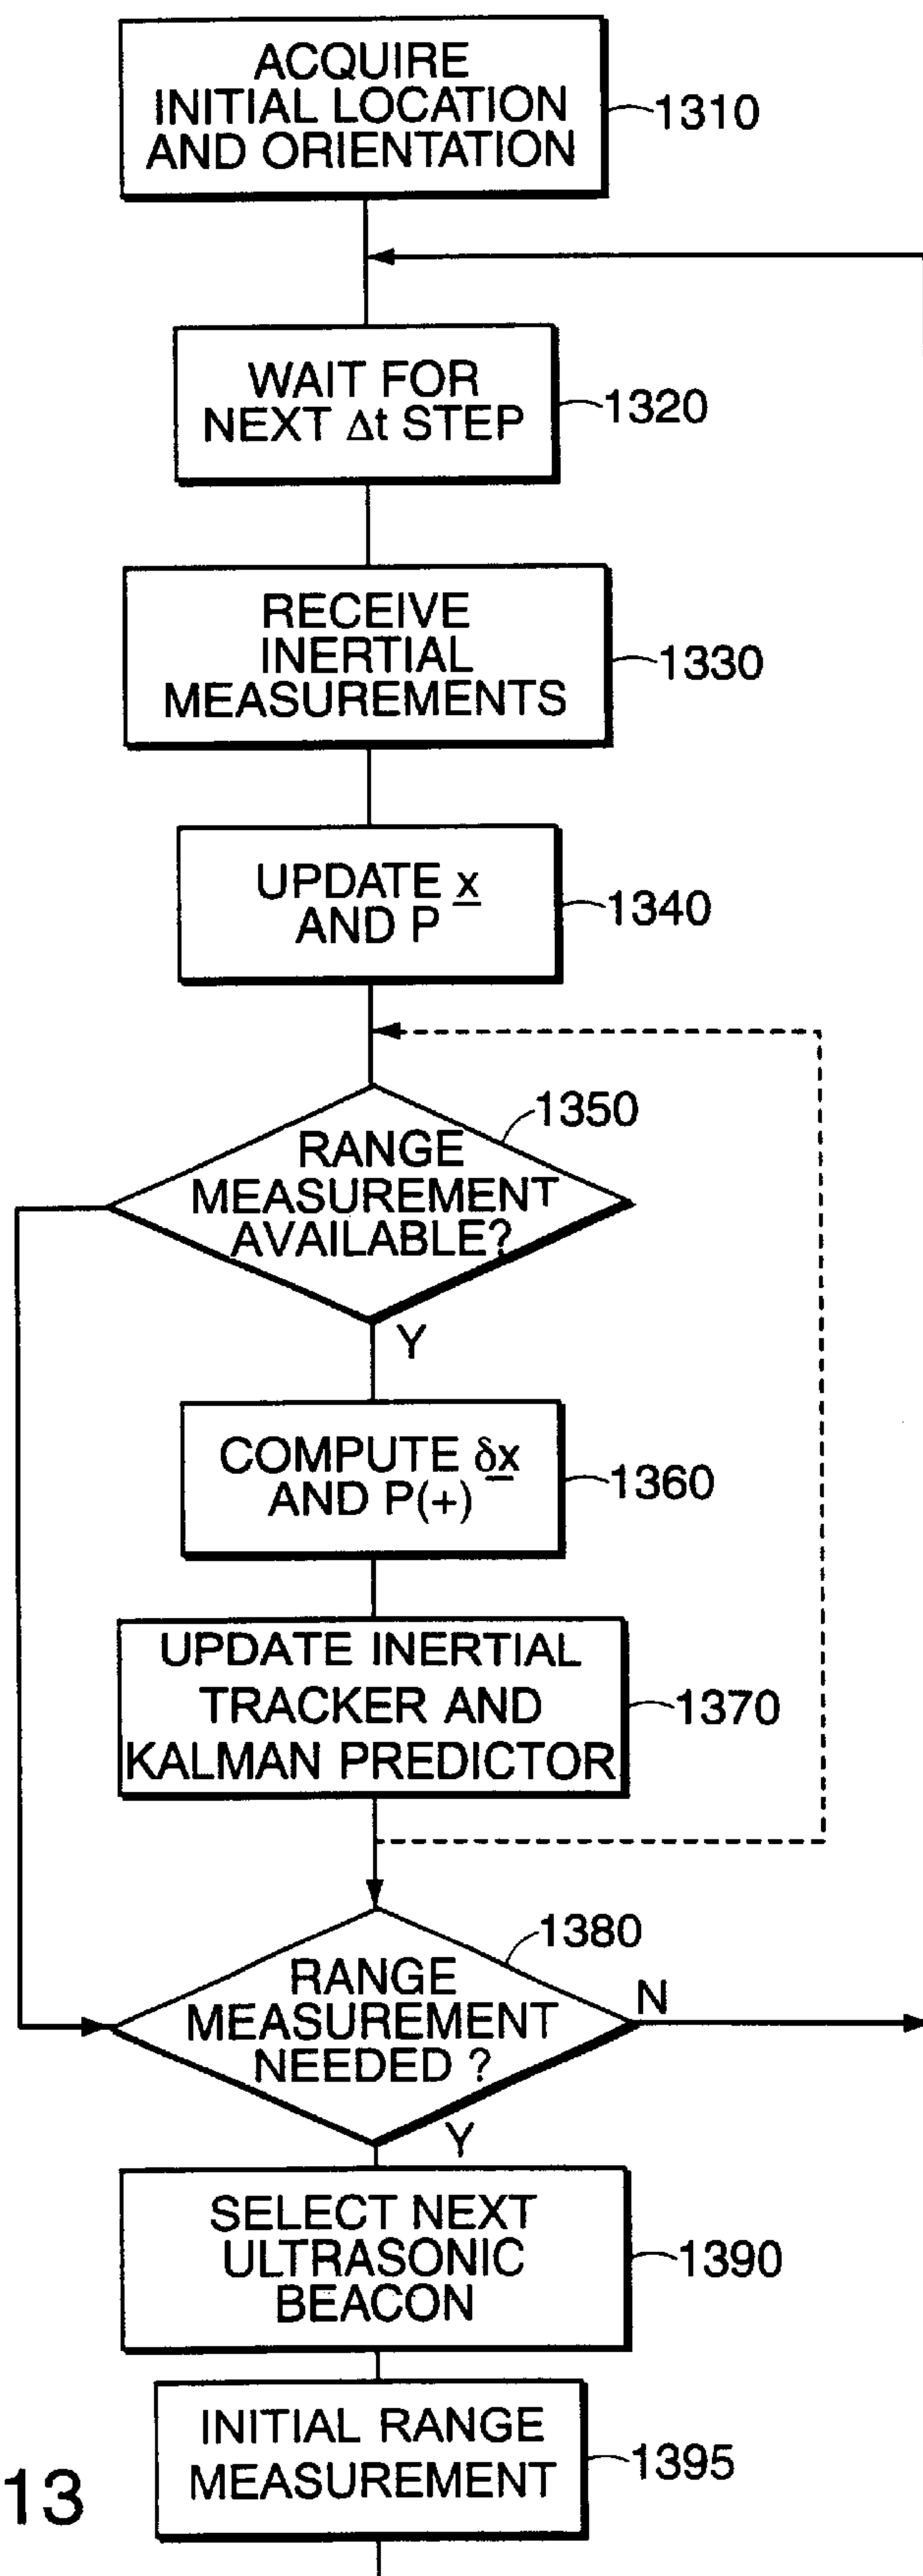 ACQUIRE
INITIAL LOCATION
AND ORIENTATION
1310
WAIT FOR
NEXT Δt STEP
1320
RECEIVE
INERTIAL
MEASUREMENTS
1330
UPDATE x
AND P
1340
1350
RANGE
MEASUREMENT
AVAILABLE?
Y
COMPUTE δx
AND P(+)
1360
UPDATE INERTIAL
TRACKER AND
KALMAN PREDICTOR
1370
1380
RANGE
MEASUREMENT
NEEDED ?
N
Y
SELECT NEXT
ULTRASONIC
BEACON
1390
INITIAL RANGE
MEASUREMENT
1395
13